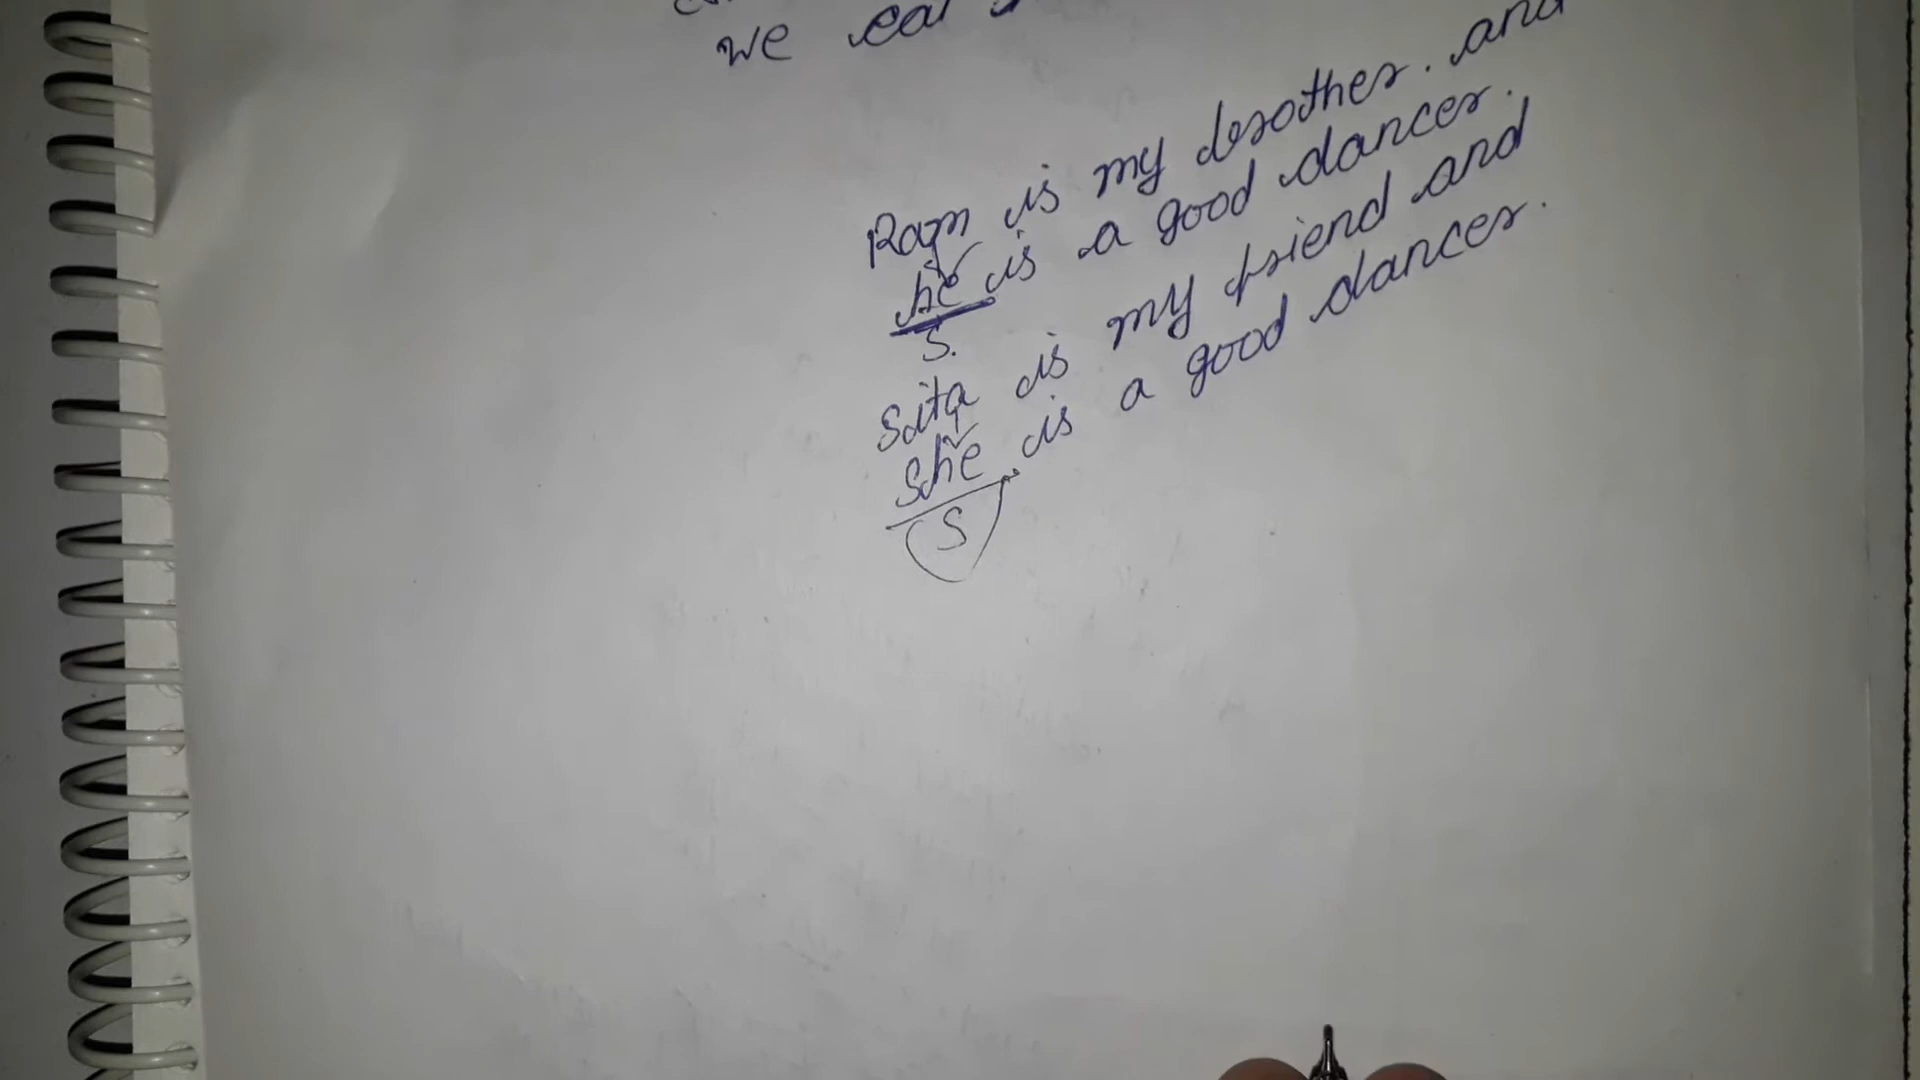 we eat
Ram is my brother. and
he is a good dancer.
S.
Sita is my friend and
She is a good dancer.
S